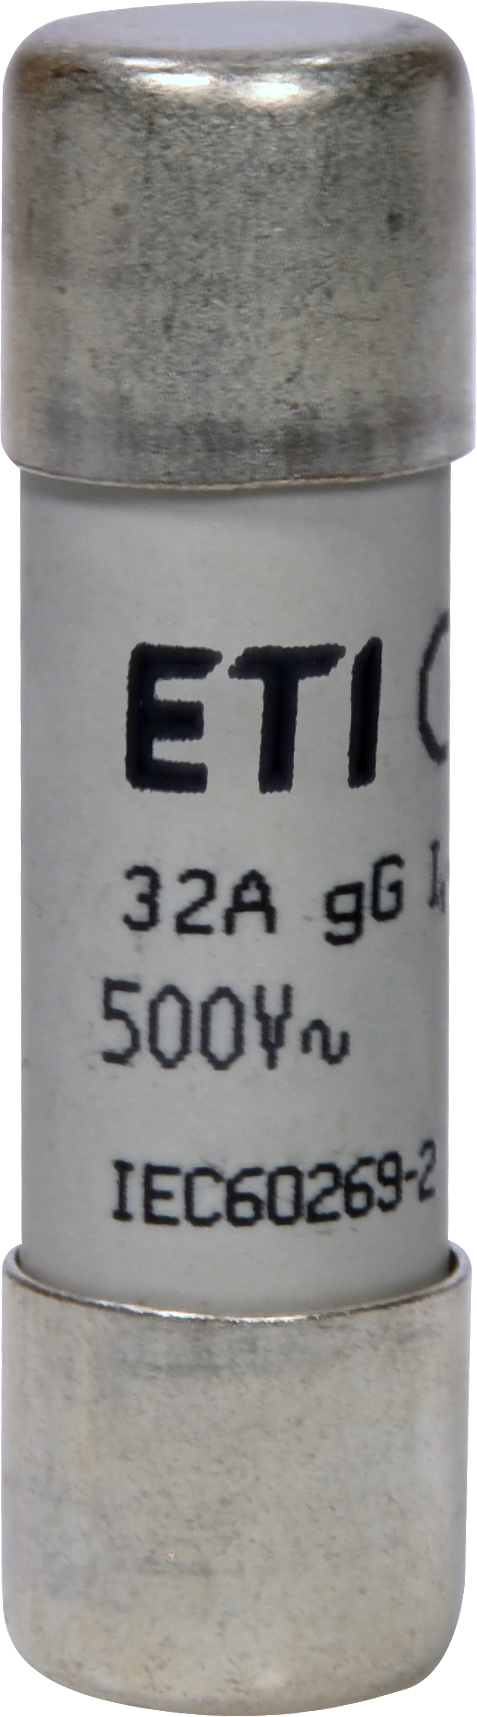 ETI
32A gG I
500V~
IEC60269-2